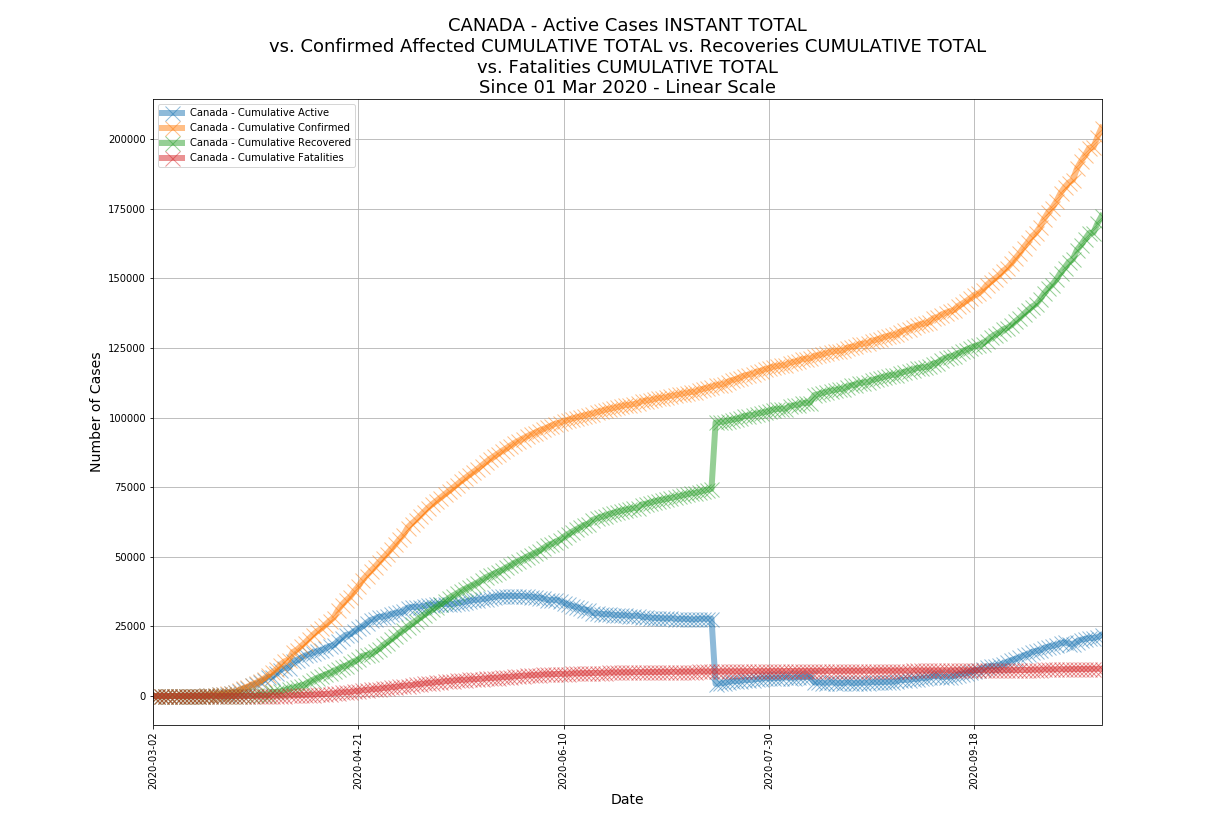 CANADA - Active Cases INSTANT TOTAL
vs. Confirmed Affected CUMULATIVE TOTAL vs. Recoveries CUMULATIVE TOTAL
vs. Fatalities CUMULATIVE TOTAL
Since 01 Mar 2020 - Linear Scale
Canada - Cumulative Active
Canada - Cumulative Confirmed
Canada - Cumulative Recovered
Canada - Cumulative Fatalities
200000
175000
150000
125000
100000
75000
50000
25000
0
Number of Cases
2020-03-02
2020-04-21
2020-06-10
2020-07-30
2020-09-18
Date